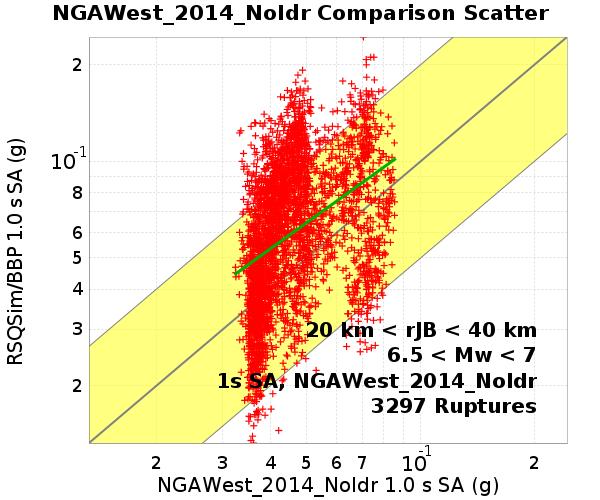 NGAWest_2014_NoIdr Comparison Scatter
RSQSim/BBP 1.0 s SA (g)
2
10-1
8
6
5
4
3
2
20 km < rJB < 40 km
6.5 < Mw < 7
1s SA, NGAWest_2014_NoIdr
3297 Ruptures
2 3 4 5 6 7 8 10-1 2
NGAWest_2014_NoIdr 1.0 s SA (g)